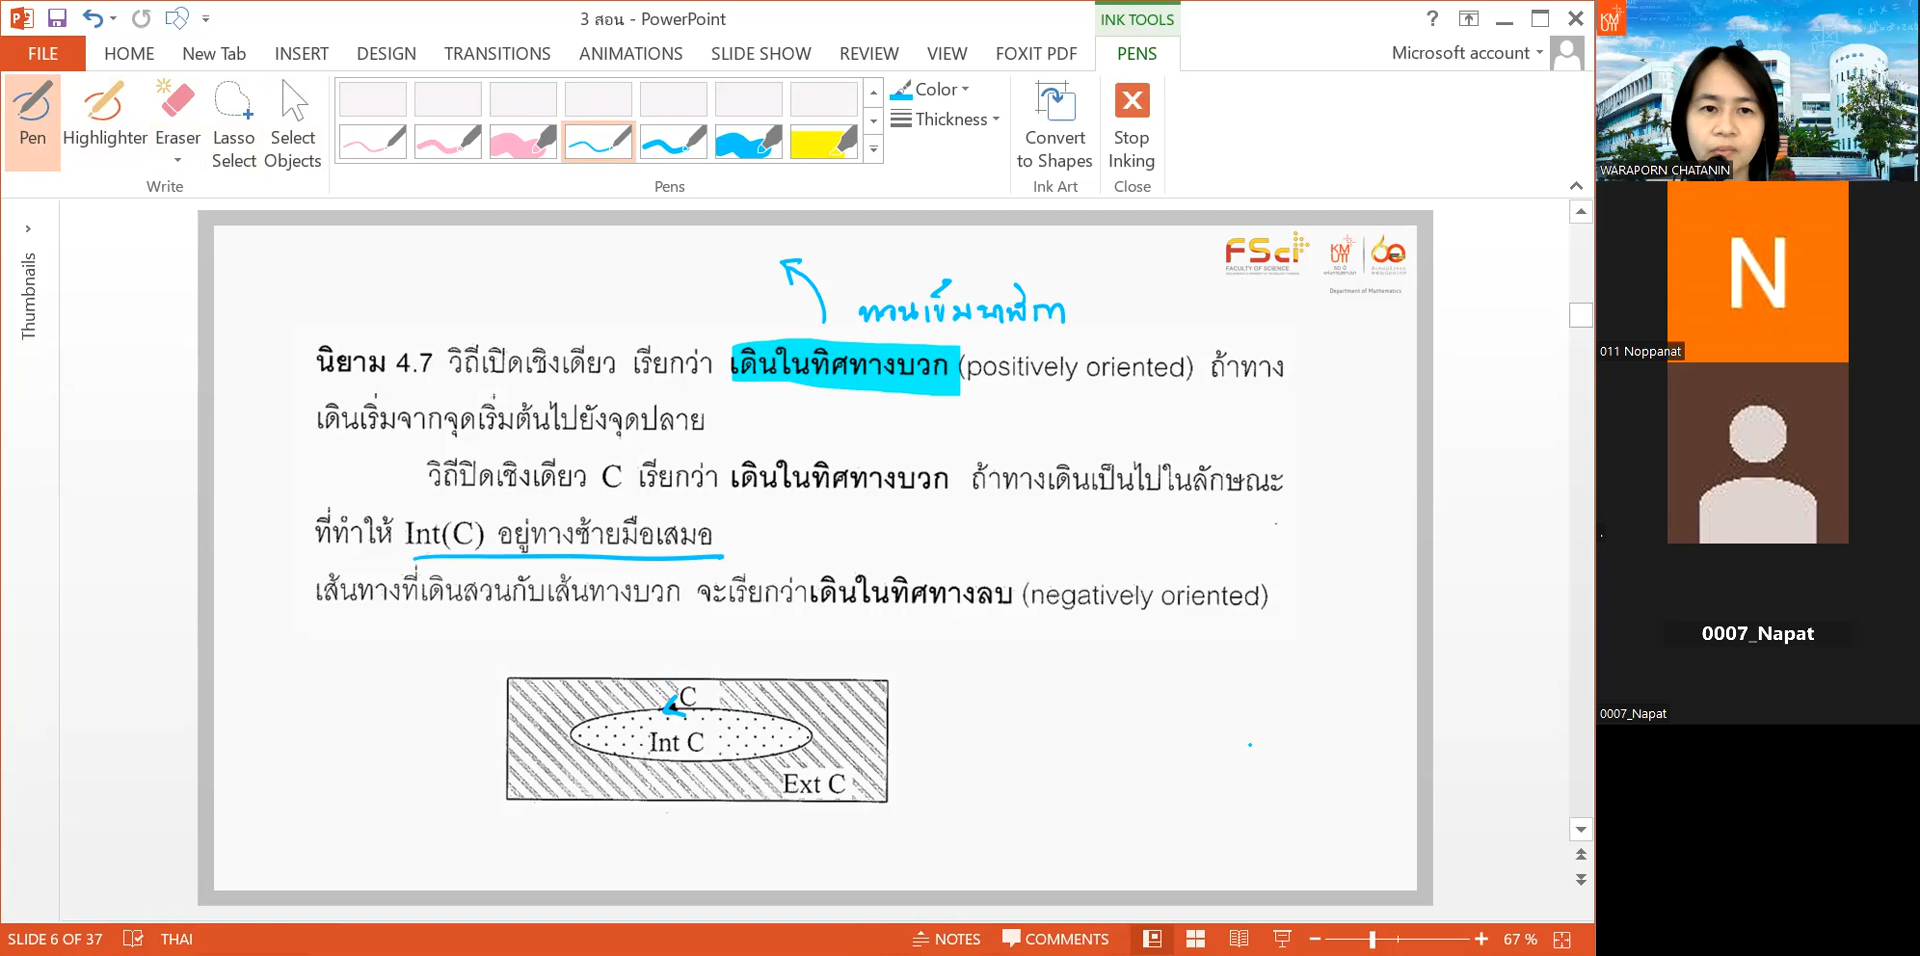 3 สอน - PowerPoint
INK TOOLS
FILE
HOME
New Tab
INSERT
DESIGN
TRANSITIONS
ANIMATIONS
SLIDE SHOW
REVIEW
VIEW
FOXIT PDF
PENS
Microsoft account
Pen
Highlighter
Eraser
Lasso Select
Select Objects
Color
Thickness
Convert to Shapes
Stop Inking
Write
Pens
Ink Art
Close
Thumbnails
FSci
FACULTY OF SCIENCE
Department of Mathematics
ทวนเข็มนาฬิกา
นิยาม 4.7 วิถีเปิดเชิงเดียว เรียกว่า เดินในทิศทางบวก (positively oriented) ถ้าทาง
เดินเริ่มจากจุดเริ่มต้นไปยังจุดปลาย
วิถีปิดเชิงเดียว C เรียกว่า เดินในทิศทางบวก ถ้าทางเดินเป็นไปในลักษณะ
ที่ทำให้ Int(C) อยู่ทางซ้ายมือเสมอ
เส้นทางที่เดินสวนกับเส้นทางบวก จะเรียกว่าเดินในทิศทางลบ (negatively oriented)
C
Int C
Ext C
SLIDE 6 OF 37
THAI
NOTES
COMMENTS
67 %
WARAPORN CHATANIN
N
011 Noppanat
0007_Napat
0007_Napat